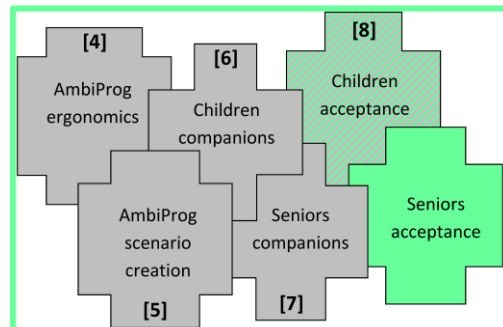 [4]
AmbiProg
ergonomics
[6]
Children
companions
[8]
Children
acceptance
AmbiProg
scenario
creation
[5]
Seniors
companions
[7]
Seniors
acceptance